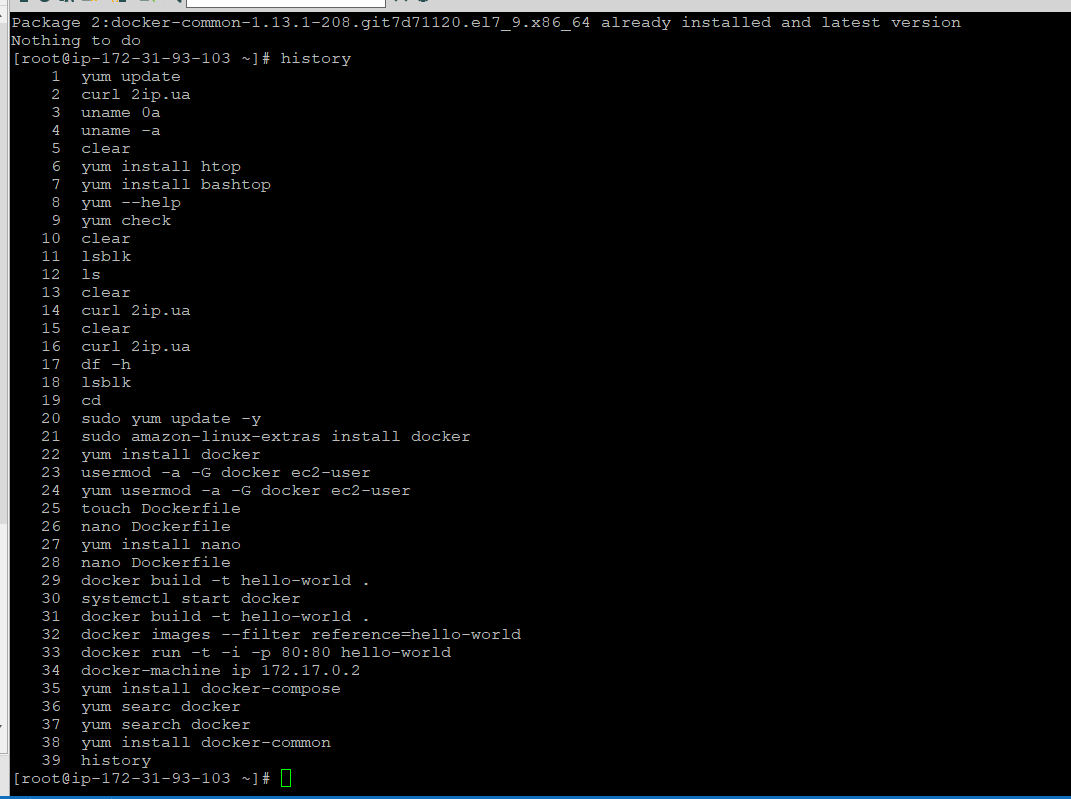 Package 2:docker-common-1.13.1-208.git7d71120.el7_9.x86_64 already installed and latest version
Nothing to do
[root@ip-172-31-93-103 ~]# history
1 yum update
2 curl 2ip.ua
3 uname 0a
4 uname -a
5 clear
6 yum install htop
7 yum install bashtop
8 yum --help
9 yum check
10 clear
11 lsblk
12 ls
13 clear
14 curl 2ip.ua
15 clear
16 curl 2ip.ua
17 df -h
18 lsblk
19 cd
20 sudo yum update -y
21 sudo amazon-linux-extras install docker
22 yum install docker
23 usermod -a -G docker ec2-user
24 yum usermod -a -G docker ec2-user
25 touch Dockerfile
26 nano Dockerfile
27 yum install nano
28 nano Dockerfile
29 docker build -t hello-world .
30 systemctl start docker
31 docker build -t hello-world .
32 docker images --filter reference=hello-world
33 docker run -t -i -p 80:80 hello-world
34 docker-machine ip 172.17.0.2
35 yum install docker-compose
36 yum searc docker
37 yum search docker
38 yum install docker-common
39 history
[root@ip-172-31-93-103 ~]#